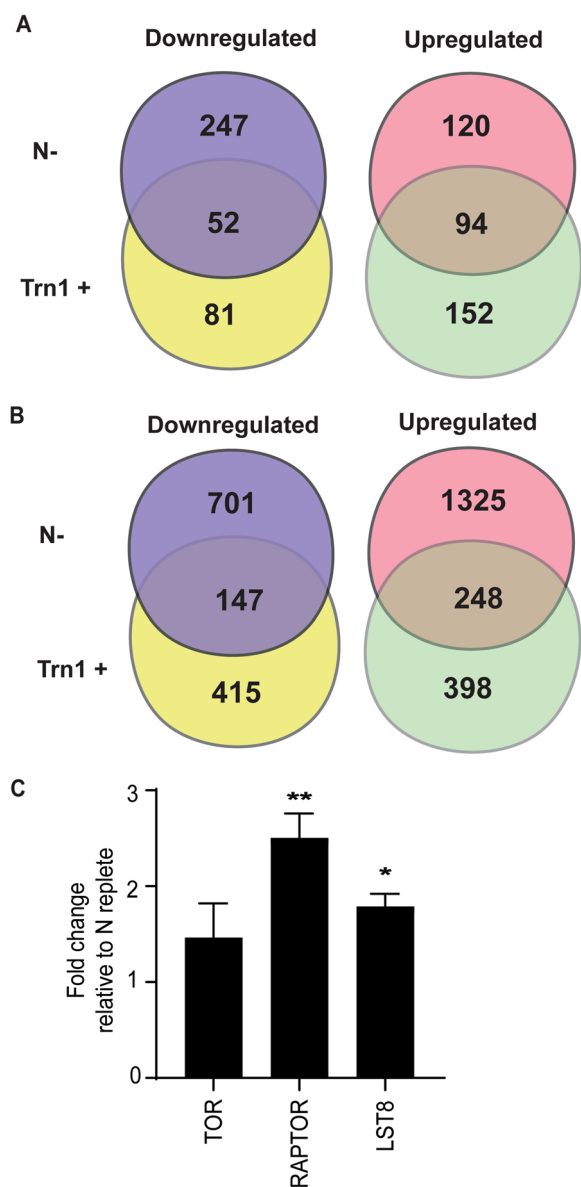 A
Downregulated
Upregulated
N-
247
120
52
94
Trn1 +
81
152
B
Downregulated
Upregulated
N-
701
1325
147
248
Trn1 +
415
398
C
Fold change
relative to N replete
3
2
1
0
**
*
TOR
RAPTOR
LST8